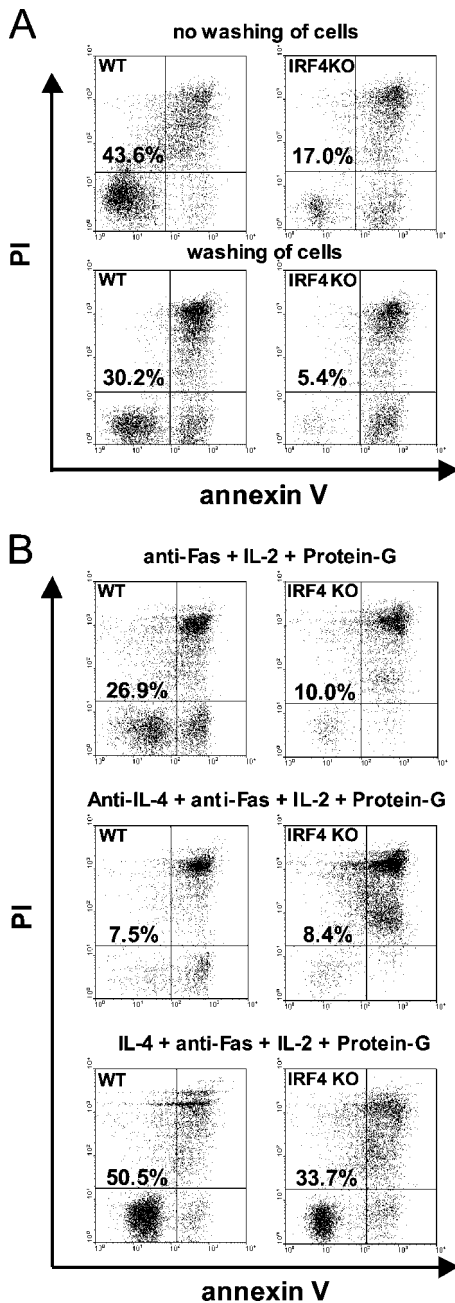 A
no washing of cells
WT
IRF4KO
43.6%
17.0%
washing of cells
WT
IRF4KO
30.2%
5.4%
PI
annexin V
B
anti-Fas + IL-2 + Protein-G
WT
IRF4 KO
26.9%
10.0%
Anti-IL-4 + anti-Fas + IL-2 + Protein-G
WT
IRF4 KO
7.5%
8.4%
IL-4 + anti-Fas + IL-2 + Protein-G
WT
IRF4 KO
50.5%
33.7%
PI
annexin V